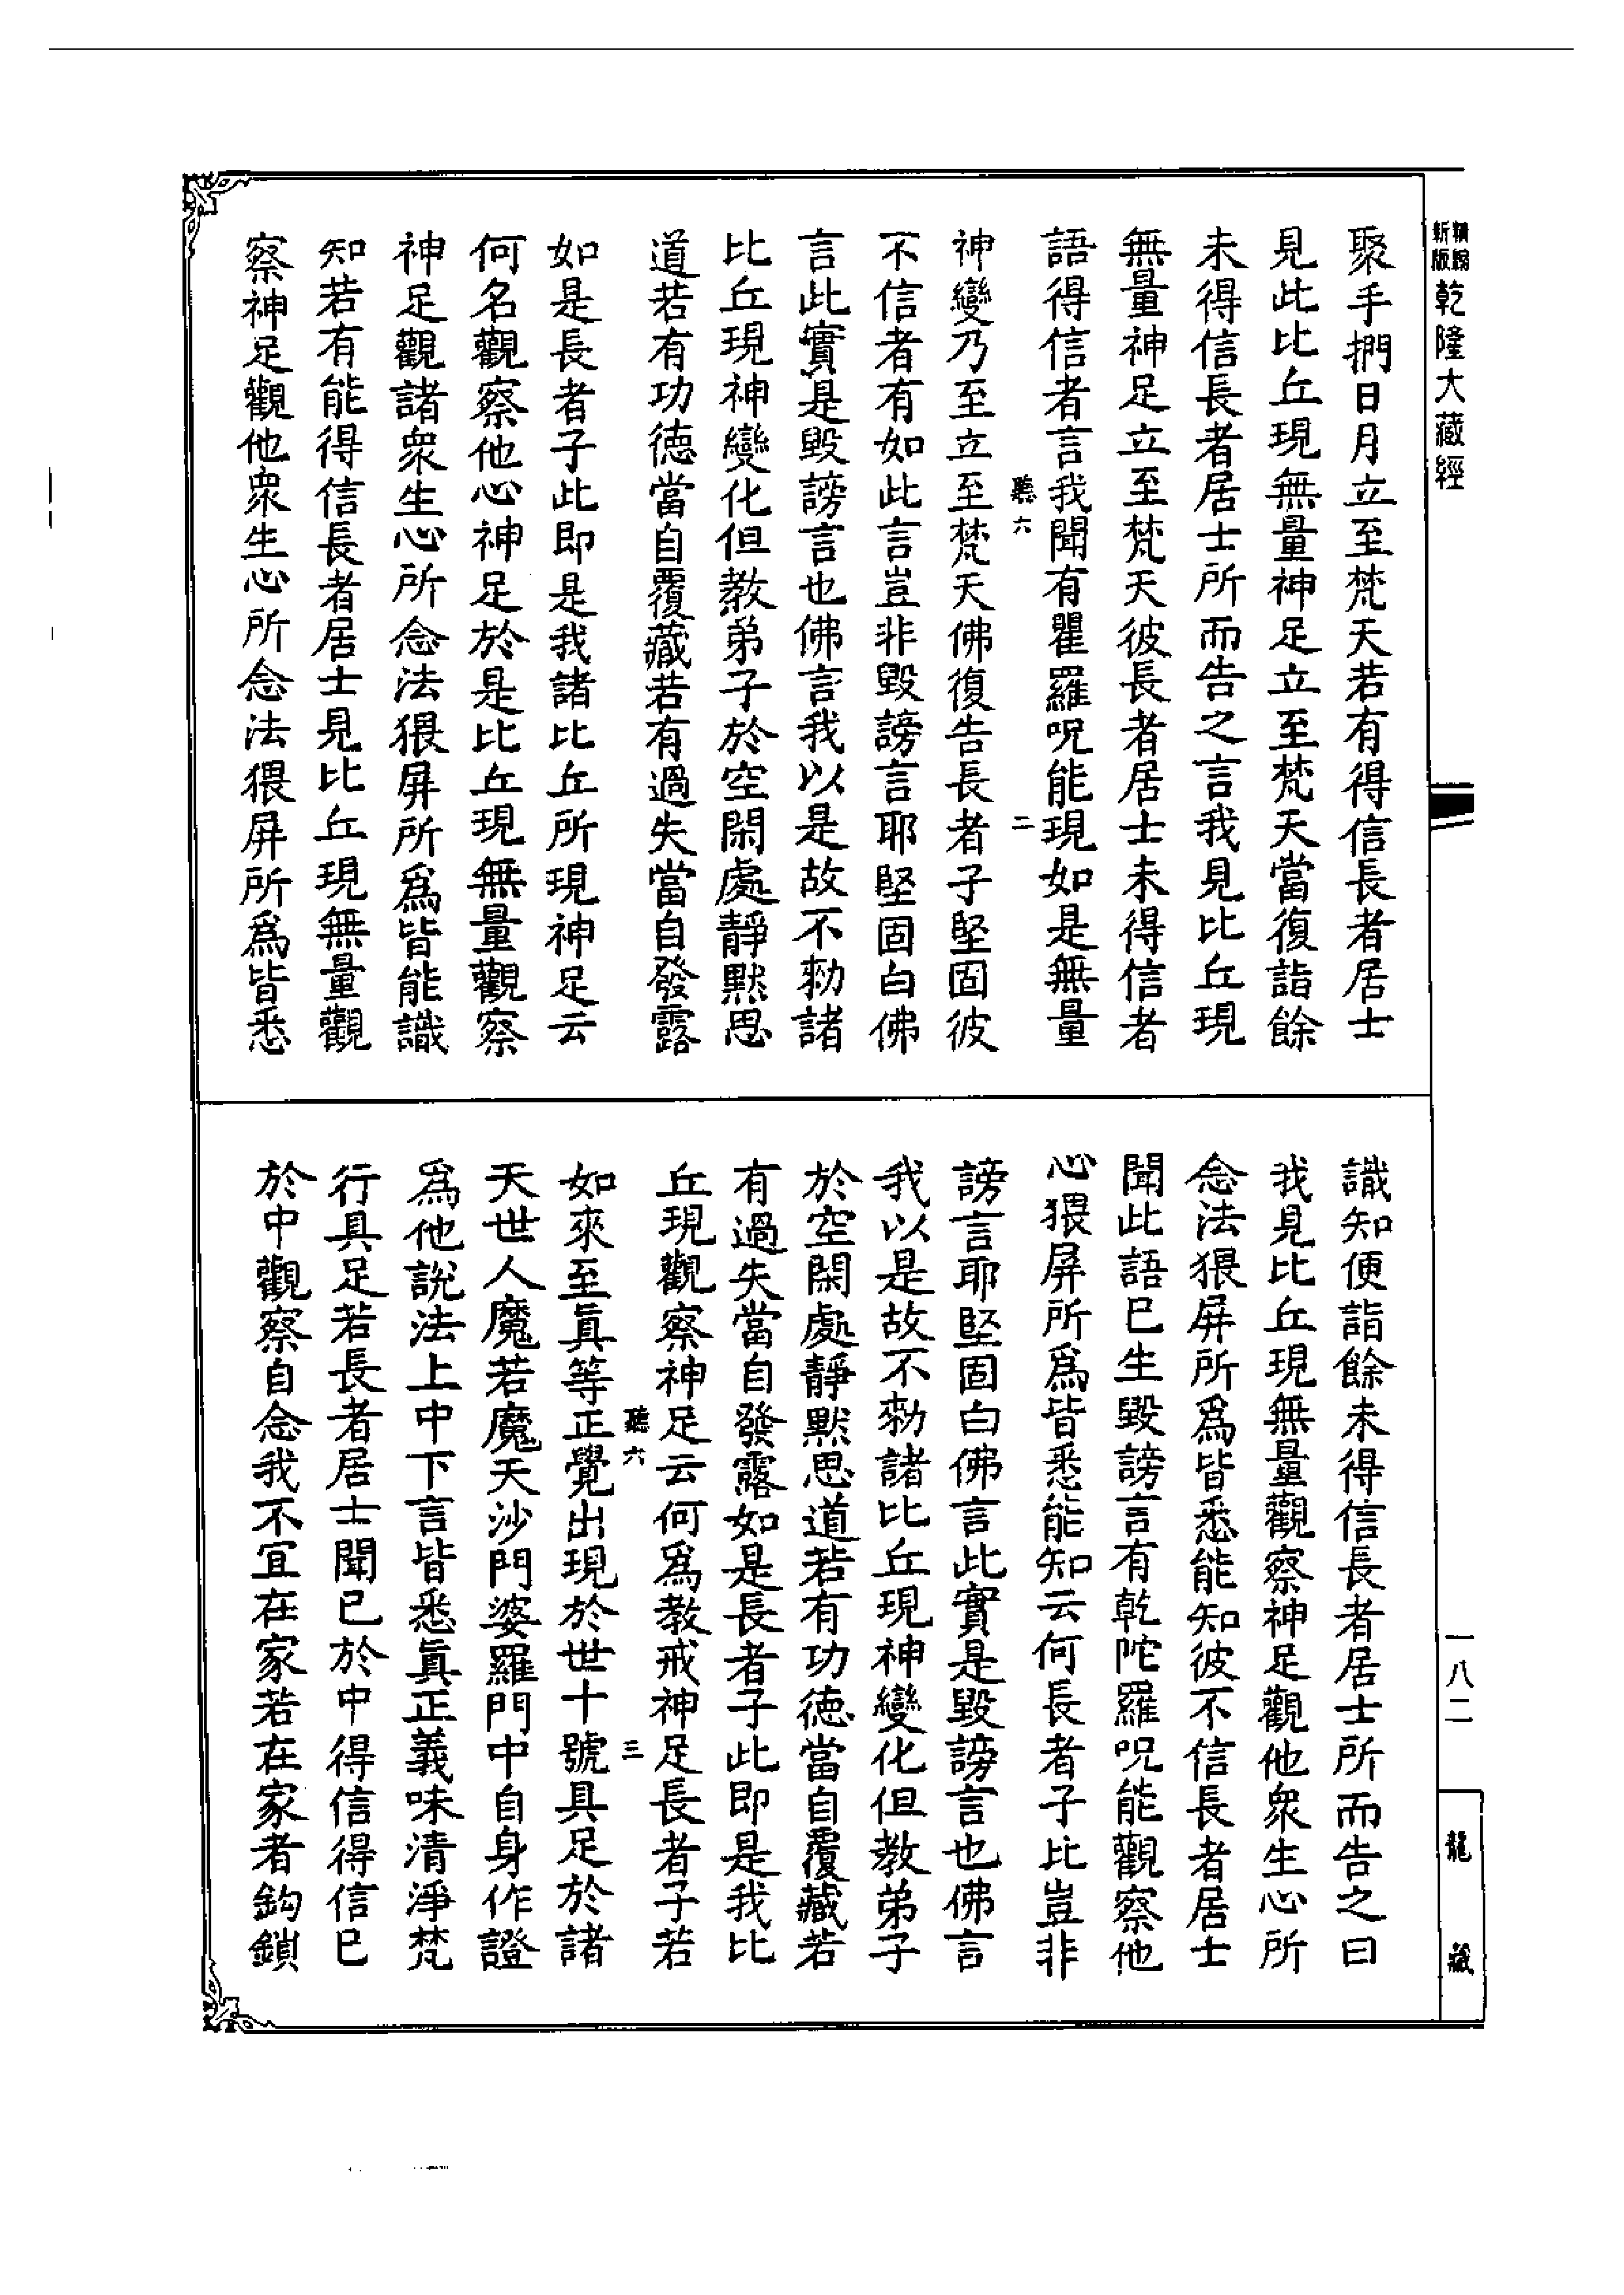 新版
精縮
乾隆大藏經
一八二
龍藏
聚手捫日月立至梵天若有得信長者居士
見此比丘現無量神足立至梵天當復詣餘
未得信長者居士所而告之言我見比丘現
無量神足立至梵天彼長者居士未得信者
語得信者言我聞有瞿羅呪能現如是無量
聽六
二
神變乃至立至梵天佛復告長者子堅固彼
不信者有如此言豈非毀謗言耶堅固白佛
言此實是毀謗言也佛言我以是故不勅諸
比丘現神變化但教弟子於空閑處靜默思
道若有功德當自覆藏若有過失當自發露
如是長者子此即是我諸比丘所現神足云
何名觀察他心神足於是比丘現無量觀察
神足觀諸眾生心所念法猥屏所為皆能識
知若有能得信長者居士見比丘現無量觀
察神足觀他眾生心所念法猥屏所為皆悉
識知便詣餘未得信長者居士所而告之曰
我見比丘現無量觀察神足觀他眾生心所
念法猥屏所為皆悉能知彼不信長者居士
聞此語已生毀謗言有乾陀羅呪能觀察他
心猥屏所為皆悉能知云何長者子比豈非
謗言耶堅固白佛言此實是毀謗言也佛言
我以是故不勅諸比丘現神變化但教弟子
於空閑處靜默思道若有功德當自覆藏若
有過失當自發露如是長者子此即是我比
丘現觀察神足云何為教戒神足長者子若
聽六
三
如來至真等正覺出現於世十號具足於諸
天世人魔若魔天沙門婆羅門中自身作證
為他說法上中下言皆悉真正義味清淨梵
行具足若長者居士聞已於中得信得信已
於中觀察自念我不宜在家若在家者鉤鎖